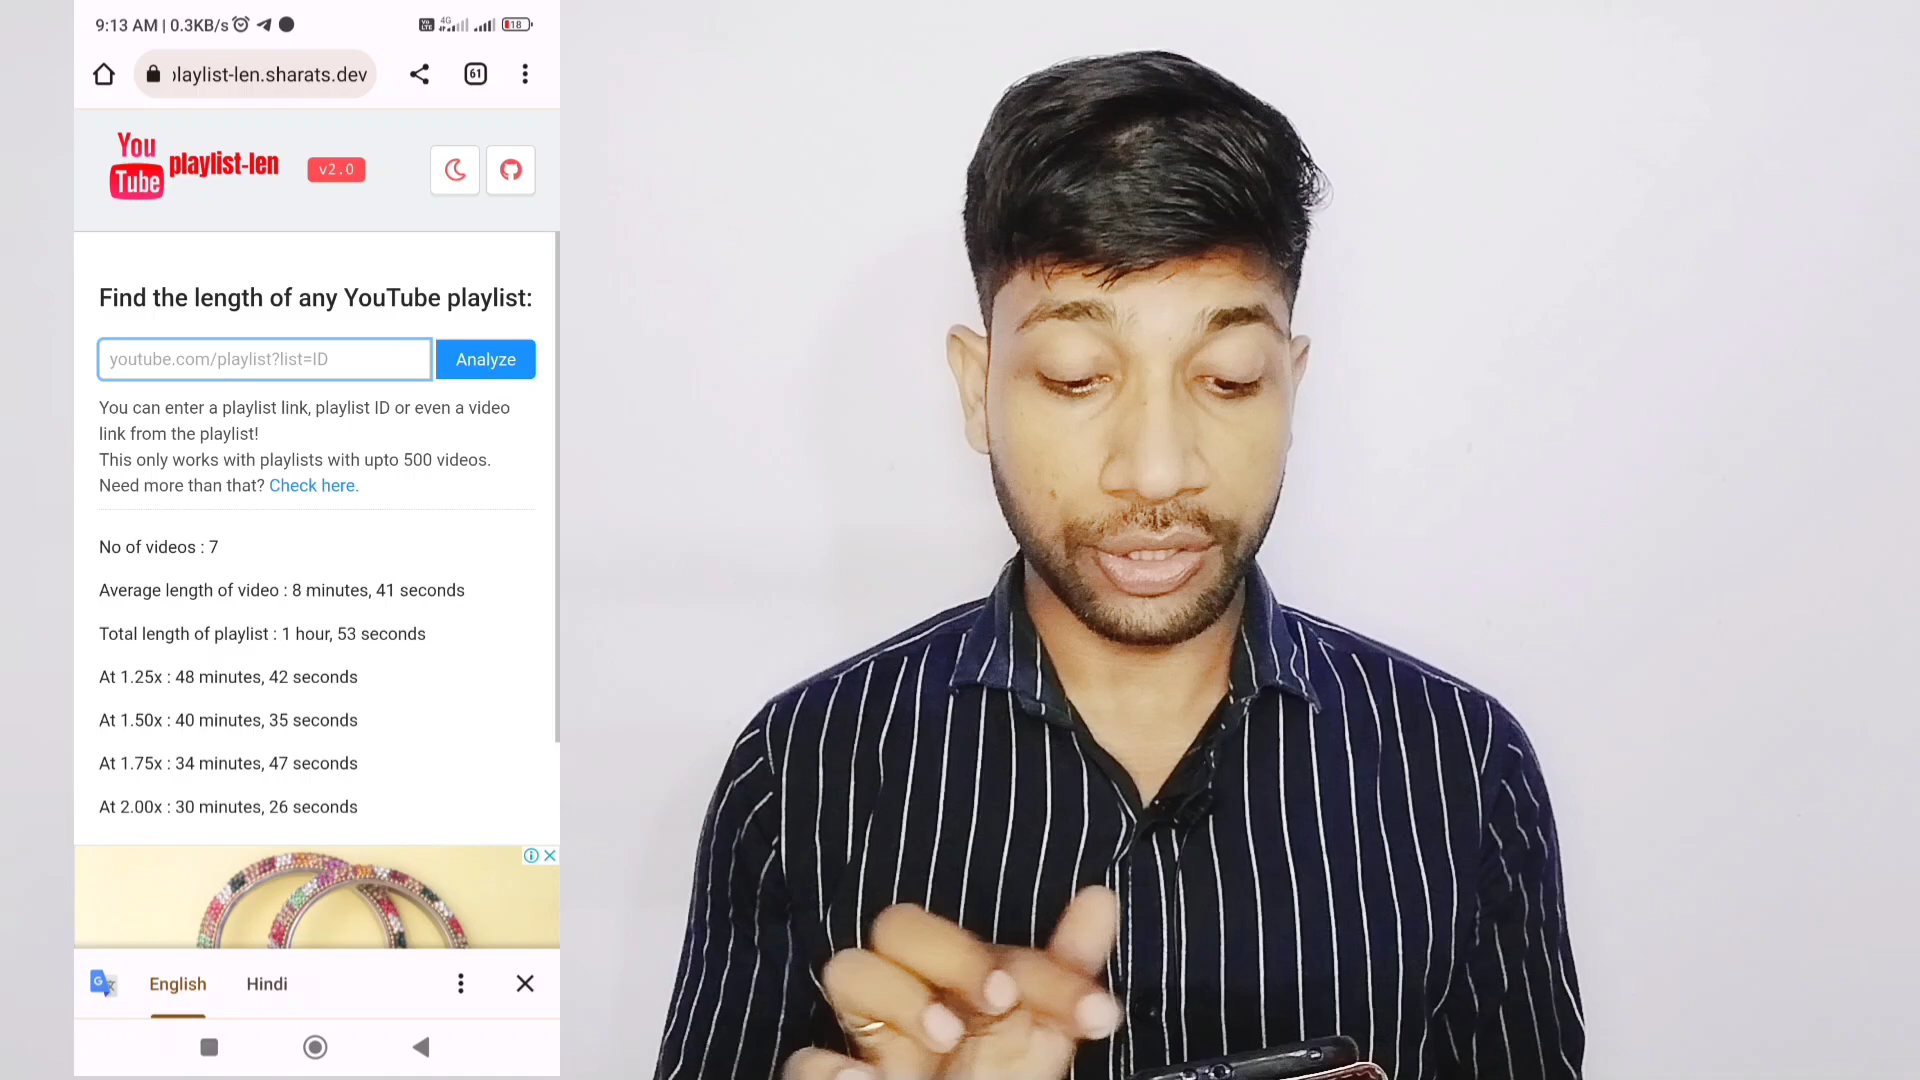 9:13 AM | 0.3KB/s
Vo LTE 4G 18
playlist-len.sharats.dev
61
You
Tube playlist-len v2.0
Find the length of any YouTube playlist:
youtube.com/playlist?list=ID Analyze
You can enter a playlist link, playlist ID or even a video
link from the playlist!
This only works with playlists with upto 500 videos.
Need more than that? Check here.
No of videos : 7
Average length of video : 8 minutes, 41 seconds
Total length of playlist : 1 hour, 53 seconds
At 1.25x : 48 minutes, 42 seconds
At 1.50x : 40 minutes, 35 seconds
At 1.75x : 34 minutes, 47 seconds
At 2.00x : 30 minutes, 26 seconds
G English Hindi